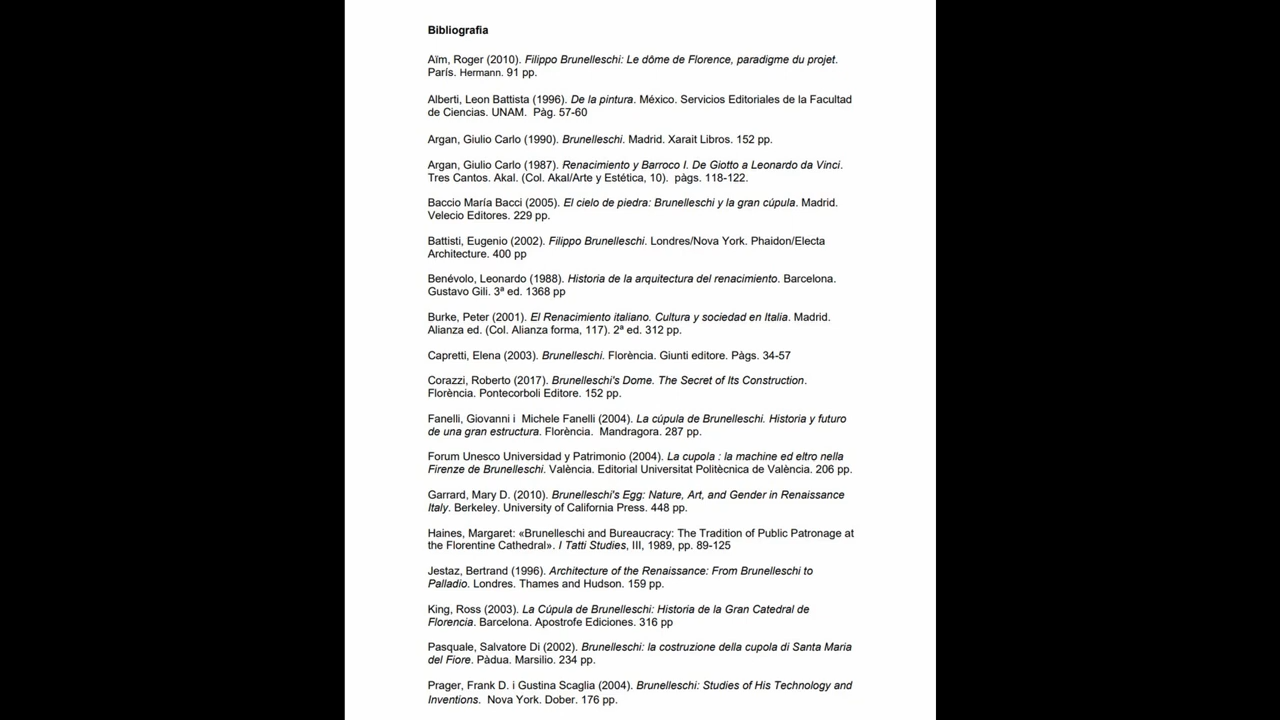 Bibliografia
Aïm, Roger (2010). Filippo Brunelleschi: Le dôme de Florence, paradigme du projet.
París. Hermann. 91 pp.
Alberti, Leon Battista (1996). De la pintura. México. Servicios Editoriales de la Facultad
de Ciencias. UNAM. Pàg. 57-60
Argan, Giulio Carlo (1990). Brunelleschi. Madrid. Xarait Libros. 152 pp.
Argan, Giulio Carlo (1987). Renacimiento y Barroco I. De Giotto a Leonardo da Vinci.
Tres Cantos. Akal. (Col. Akal/Arte y Estética, 10). pàgs. 118-122.
Baccio María Bacci (2005). El cielo de piedra: Brunelleschi y la gran cúpula. Madrid.
Velecio Editores. 229 pp.
Battisti, Eugenio (2002). Filippo Brunelleschi. Londres/Nova York. Phaidon/Electa
Architecture. 400 pp
Benévolo, Leonardo (1988). Historia de la arquitectura del renacimiento. Barcelona.
Gustavo Gili. 3ª ed. 1368 pp
Burke, Peter (2001). El Renacimiento italiano. Cultura y sociedad en Italia. Madrid.
Alianza ed. (Col. Alianza forma, 117). 2ª ed. 312 pp.
Capretti, Elena (2003). Brunelleschi. Florència. Giunti editore. Pàgs. 34-57
Corazzi, Roberto (2017). Brunelleschi's Dome. The Secret of Its Construction.
Florència. Pontecorboli Editore. 152 pp.
Fanelli, Giovanni i Michele Fanelli (2004). La cúpula de Brunelleschi. Historia y futuro
de una gran estructura. Florència. Mandragora. 287 pp.
Forum Unesco Universidad y Patrimonio (2004). La cupola : la machine ed eltro nella
Firenze de Brunelleschi. València. Editorial Universitat Politècnica de València. 206 pp.
Garrard, Mary D. (2010). Brunelleschi's Egg: Nature, Art, and Gender in Renaissance
Italy. Berkeley. University of California Press. 448 pp.
Haines, Margaret: «Brunelleschi and Bureaucracy: The Tradition of Public Patronage at
the Florentine Cathedral». I Tatti Studies, III, 1989, pp. 89-125
Jestaz, Bertrand (1996). Architecture of the Renaissance: From Brunelleschi to
Palladio. Londres. Thames and Hudson. 159 pp.
King, Ross (2003). La Cúpula de Brunelleschi: Historia de la Gran Catedral de
Florencia. Barcelona. Apostrofe Ediciones. 316 pp
Pasquale, Salvatore Di (2002). Brunelleschi: la costruzione della cupola di Santa Maria
del Fiore. Pàdua. Marsilio. 234 pp.
Prager, Frank D. i Gustina Scaglia (2004). Brunelleschi: Studies of His Technology and
Inventions. Nova York. Dober. 176 pp.